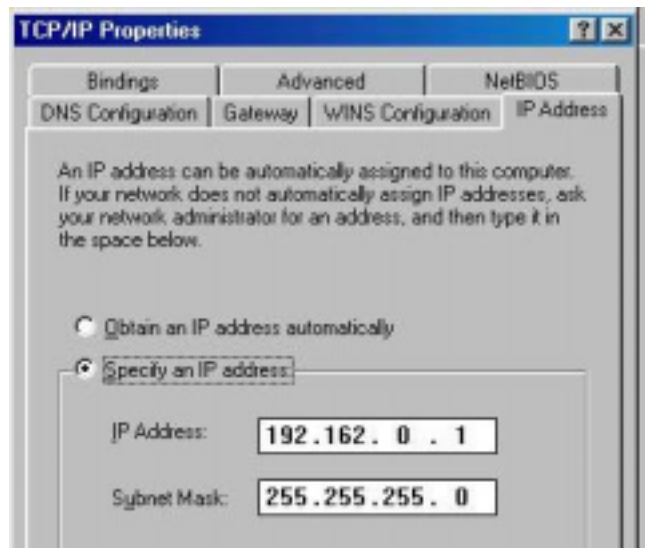 TCP/IP Properties
Bindings Advanced NetBIOS
DNS Configuration Gateway WINS Configuration IP Address
An IP address can be automatically assigned to this computer.
If your network does not automatically assign IP addresses, ask
your network administrator for an address, and then type it in
the space below.
Obtain an IP address automatically
Specify an IP address:
IP Address: 192.162. 0 . 1
Subnet Mask: 255.255.255. 0